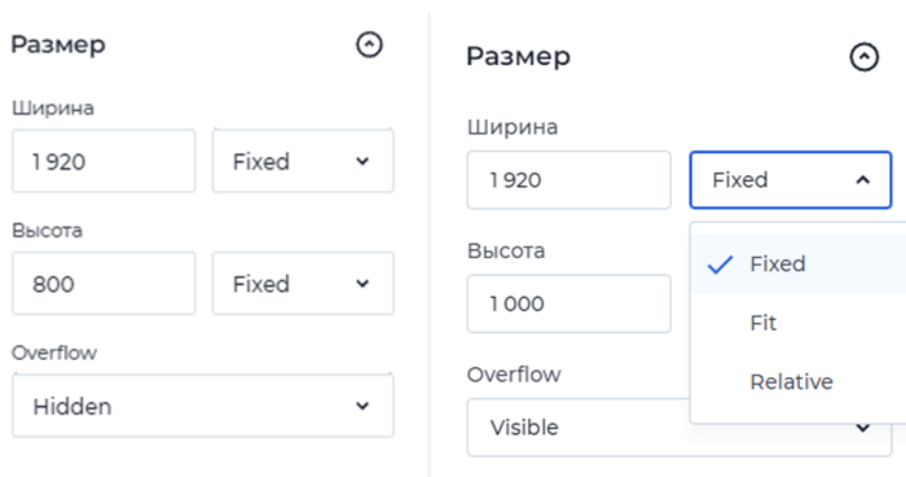 Размер
Ширина
1 920
Fixed
Высота
800
Fixed
Overflow
Hidden
Размер
Ширина
1 920
Fixed
Высота
1 000
Fixed
Fit
Relative
Overflow
Visible